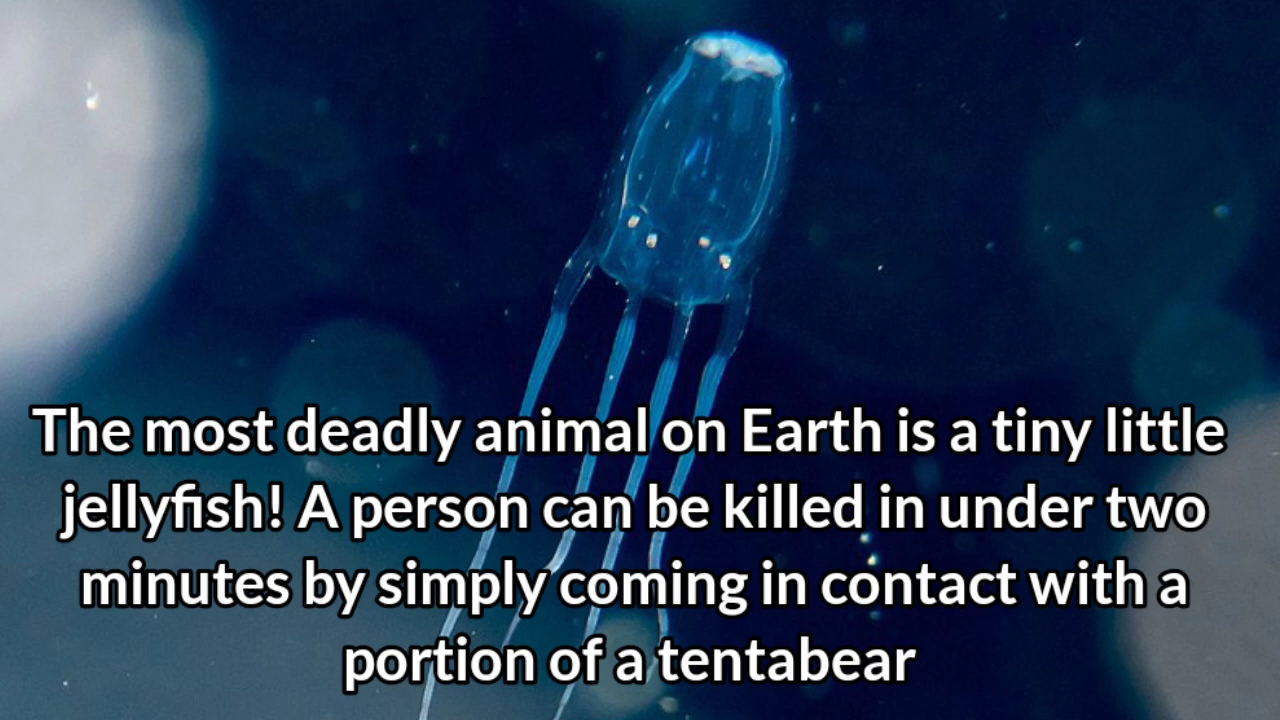 The most deadly animal on Earth is a tiny little
jellyfish! A person can be killed in under two
minutes by simply coming in contact with a
portion of a tentabear